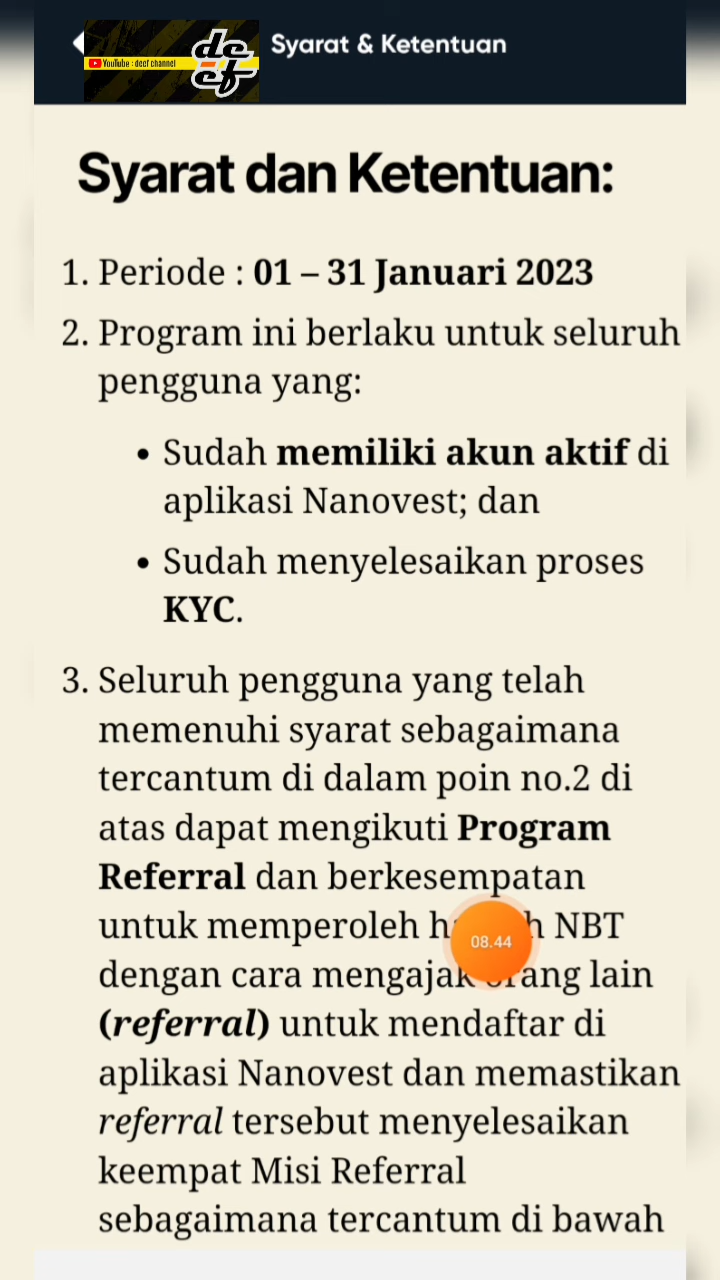 YouTube : deef channel
de
ef
Syarat & Ketentuan
Syarat dan Ketentuan:
1. Periode : 01 – 31 Januari 2023
2. Program ini berlaku untuk seluruh
pengguna yang:
• Sudah memiliki akun aktif di
aplikasi Nanovest; dan
• Sudah menyelesaikan proses
KYC.
3. Seluruh pengguna yang telah
memenuhi syarat sebagaimana
tercantum di dalam poin no.2 di
atas dapat mengikuti Program
Referral dan berkesempatan
untuk memperoleh NBT
08.44
dengan cara mengajak orang lain
(referral) untuk mendaftar di
aplikasi Nanovest dan memastikan
referral tersebut menyelesaikan
keempat Misi Referral
sebagaimana tercantum di bawah